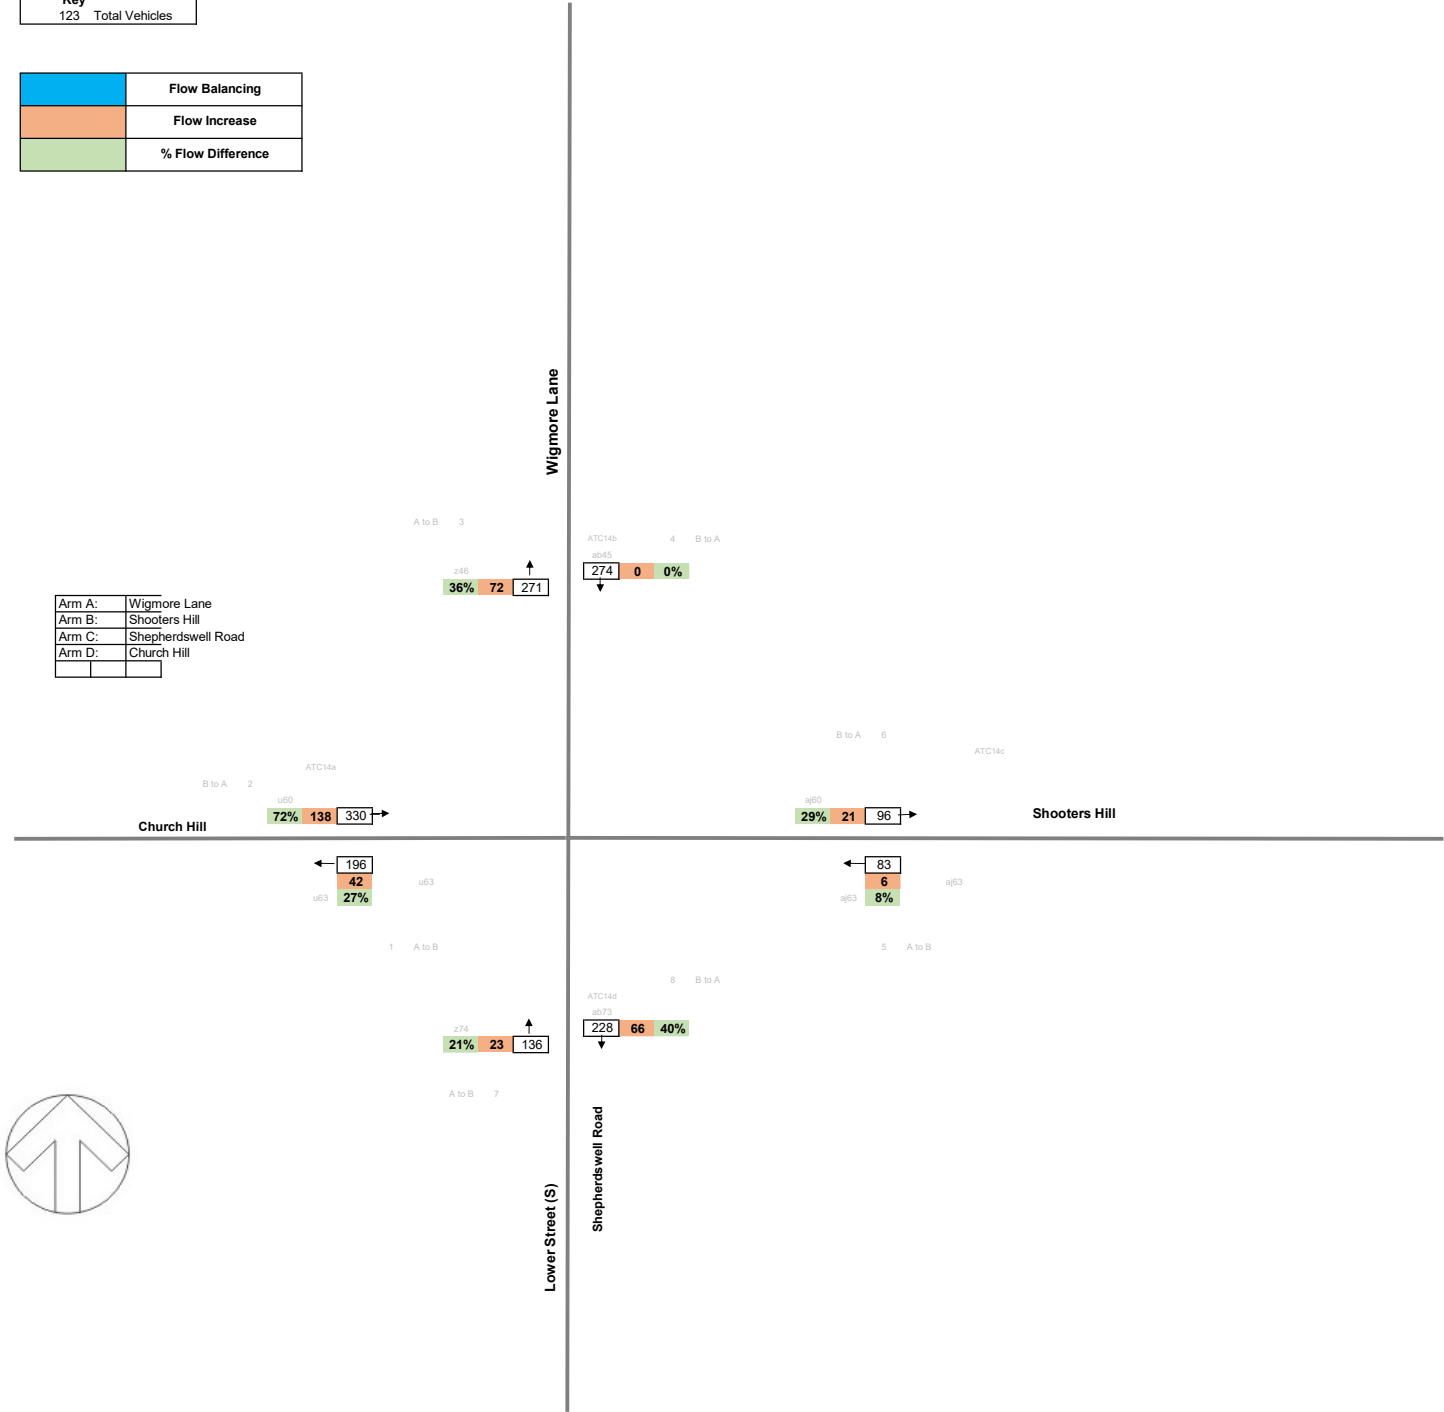 Key
123 Total Vehicles
Flow Balancing
Flow Increase
% Flow Difference
Wigmore Lane
A to B 3
ATC14b 4 B to A
ab45
z46
274 0 0%
36% 72 271
Arm A: Wigmore Lane
Arm B: Shooters Hill
Arm C: Shepherdswell Road
Arm D: Church Hill
B to A 6
ATC14c
ATC14a
B to A 2
u60
aj60
72% 138 330
29% 21 96
Shooters Hill
Church Hill
196
83
42 u63
6 aj63
u63 27%
aj63 8%
1 A to B
5 A to B
8 B to A
ATC14d
ab73
z74
228 66 40%
21% 23 136
A to B 7
Shepherdswell Road
Lower Street (S)